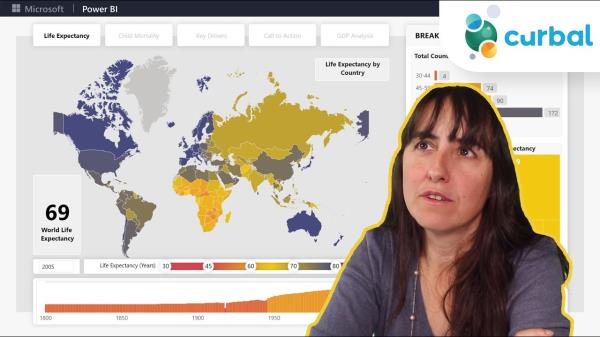 Microsoft | Power BI
curbal
Life Expectancy
Child Mortality
Key Drivers
Call to Action
GDP Analysis
BREAK
Life Expectancy by
Country
Total Coun
30-44
4
74
90
172
69
World Life
Expectancy
2005
Life Expectancy (Years)
30
45
60
70
80
1800
1850
1900
1950